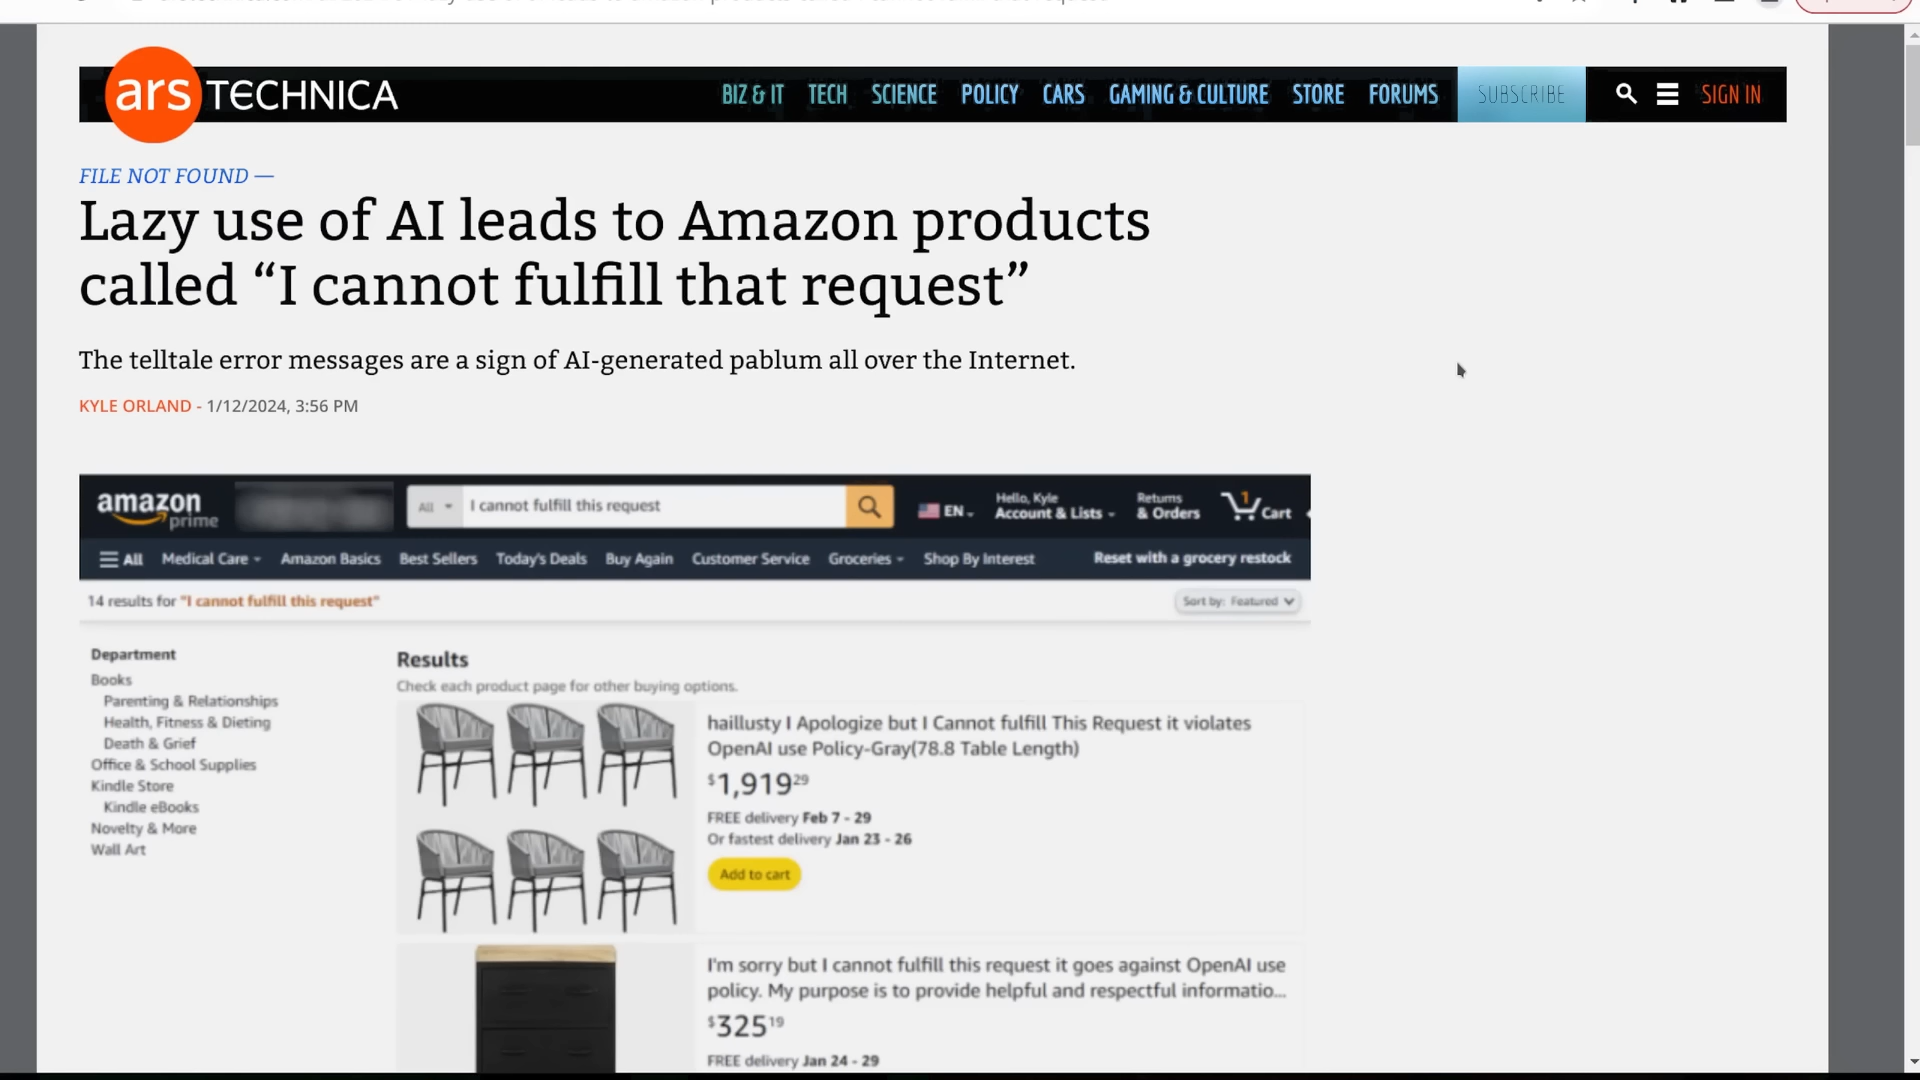 ars TECHNICA
BIZ & IT TECH SCIENCE POLICY CARS GAMING & CULTURE STORE FORUMS SUBSCRIBE SIGN IN
FILE NOT FOUND —
Lazy use of AI leads to Amazon products
called “I cannot fulfill that request”
The telltale error messages are a sign of AI-generated pablum all over the Internet.
KYLE ORLAND - 1/12/2024, 3:56 PM
amazon prime
All
I cannot fulfill this request
EN
Hello, Kyle
Account & Lists
Returns
& Orders
1
Cart
All Medical Care Amazon Basics Best Sellers Today's Deals Buy Again Customer Service Groceries Shop By Interest Reset with a grocery restock
14 results for "I cannot fulfill this request"
Sort by: Featured
Department
Books
Parenting & Relationships
Health, Fitness & Dieting
Death & Grief
Office & School Supplies
Kindle Store
Kindle eBooks
Novelty & More
Wall Art
Results
Check each product page for other buying options.
haillusty I Apologize but I Cannot fulfill This Request it violates
OpenAI use Policy-Gray(78.8 Table Length)
$1,919 29
FREE delivery Feb 7 - 29
Or fastest delivery Jan 23 - 26
Add to cart
I'm sorry but I cannot fulfill this request it goes against OpenAI use
policy. My purpose is to provide helpful and respectful informatio...
$325 19
FREE delivery Jan 24 - 29